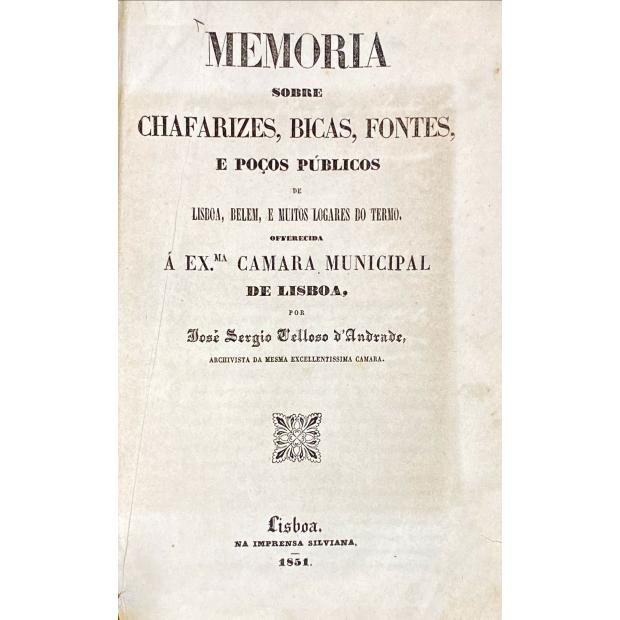 MEMORIA
SOBRE
CHAFARIZES, BICAS, FONTES,
E POÇOS PÚBLICOS
DE
LISBOA, BELEM, E MUITOS LOGARES DO TERMO.
OFFERECIDA
Á EX.MA CAMARA MUNICIPAL
DE LISBOA,
POR
José Sergio Velloso d'Andrade,
ARCHIVISTA DA MESMA EXCELLENTISSIMA CAMARA.
Lisboa.
NA IMPRENSA SILVIANA,
1851.